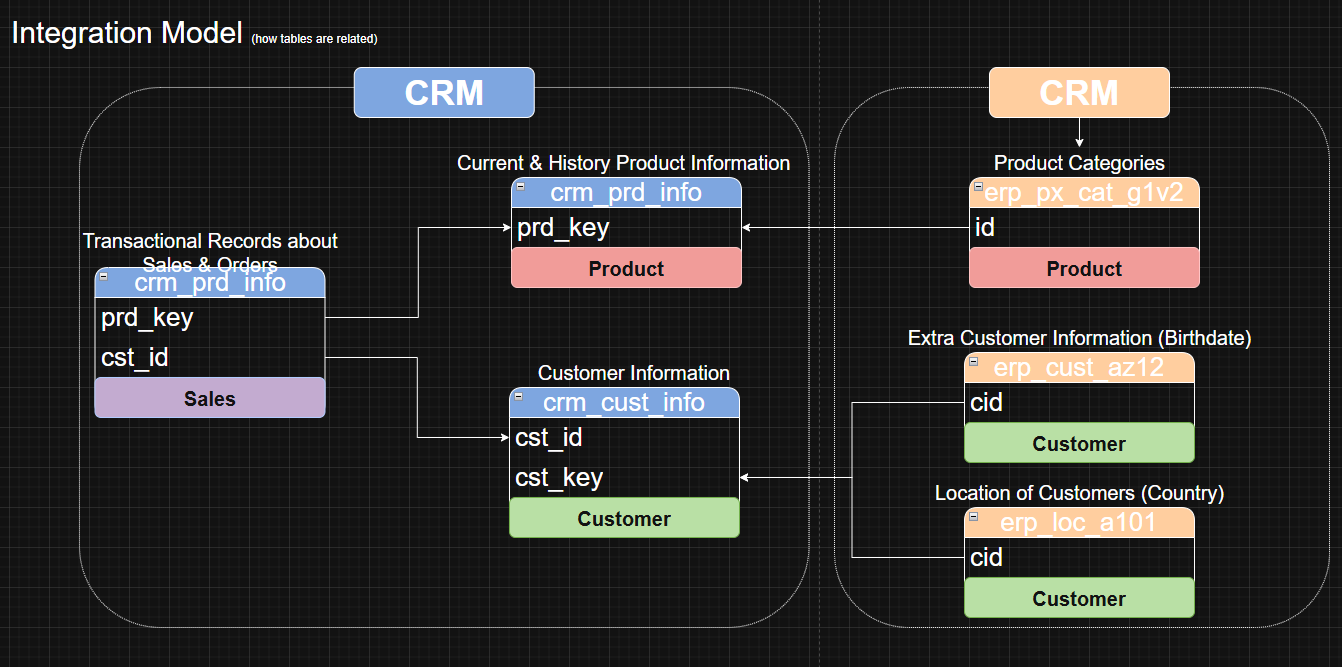 Integration Model (how tables are related)
CRM
Current & History Product Information
crm_prd_info
prd_key
Product
Transactional Records about
Sales & Orders
crm_prd_info
prd_key
cst_id
Sales
Customer Information
crm_cust_info
cst_id
cst_key
Customer
CRM
Product Categories
erp_px_cat_g1v2
id
Product
Extra Customer Information (Birthdate)
erp_cust_az12
cid
Customer
Location of Customers (Country)
erp_loc_a101
cid
Customer